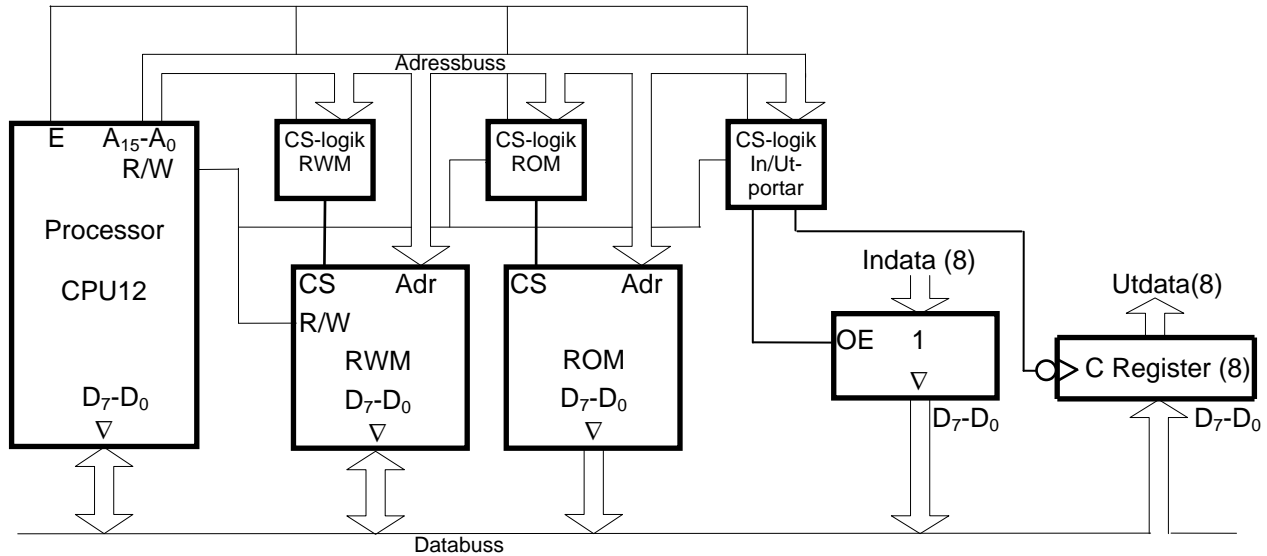 Adressbuss
E A₁₅-A₀
R/W
Processor
CPU12
D₇-D₀
∇
CS-logik
RWM
CS-logik
ROM
CS-logik
In/Ut-
portar
CS Adr
R/W
RWM
D₇-D₀
∇
CS Adr
ROM
D₇-D₀
∇
Indata (8)
OE 1
∇
D₇-D₀
Utdata(8)
C Register (8)
D₇-D₀
Databuss